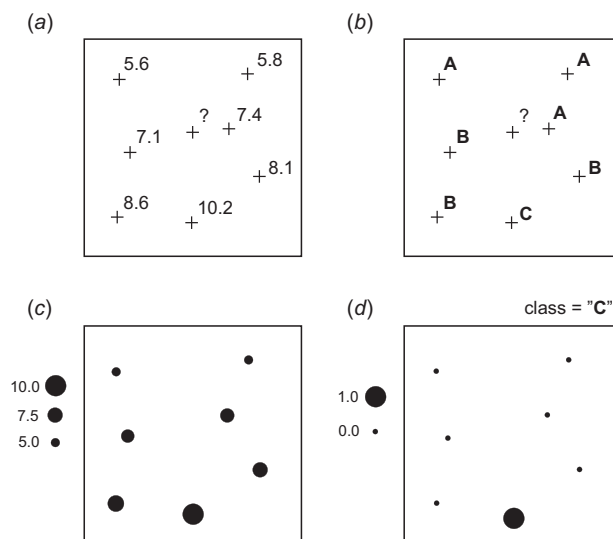 (a)
5.6
5.8
?
7.4
7.1
8.1
8.6
10.2
(b)
A
A
?
A
B
B
B
C
(c)
10.0
7.5
5.0
(d)
class = "C"
1.0
0.0